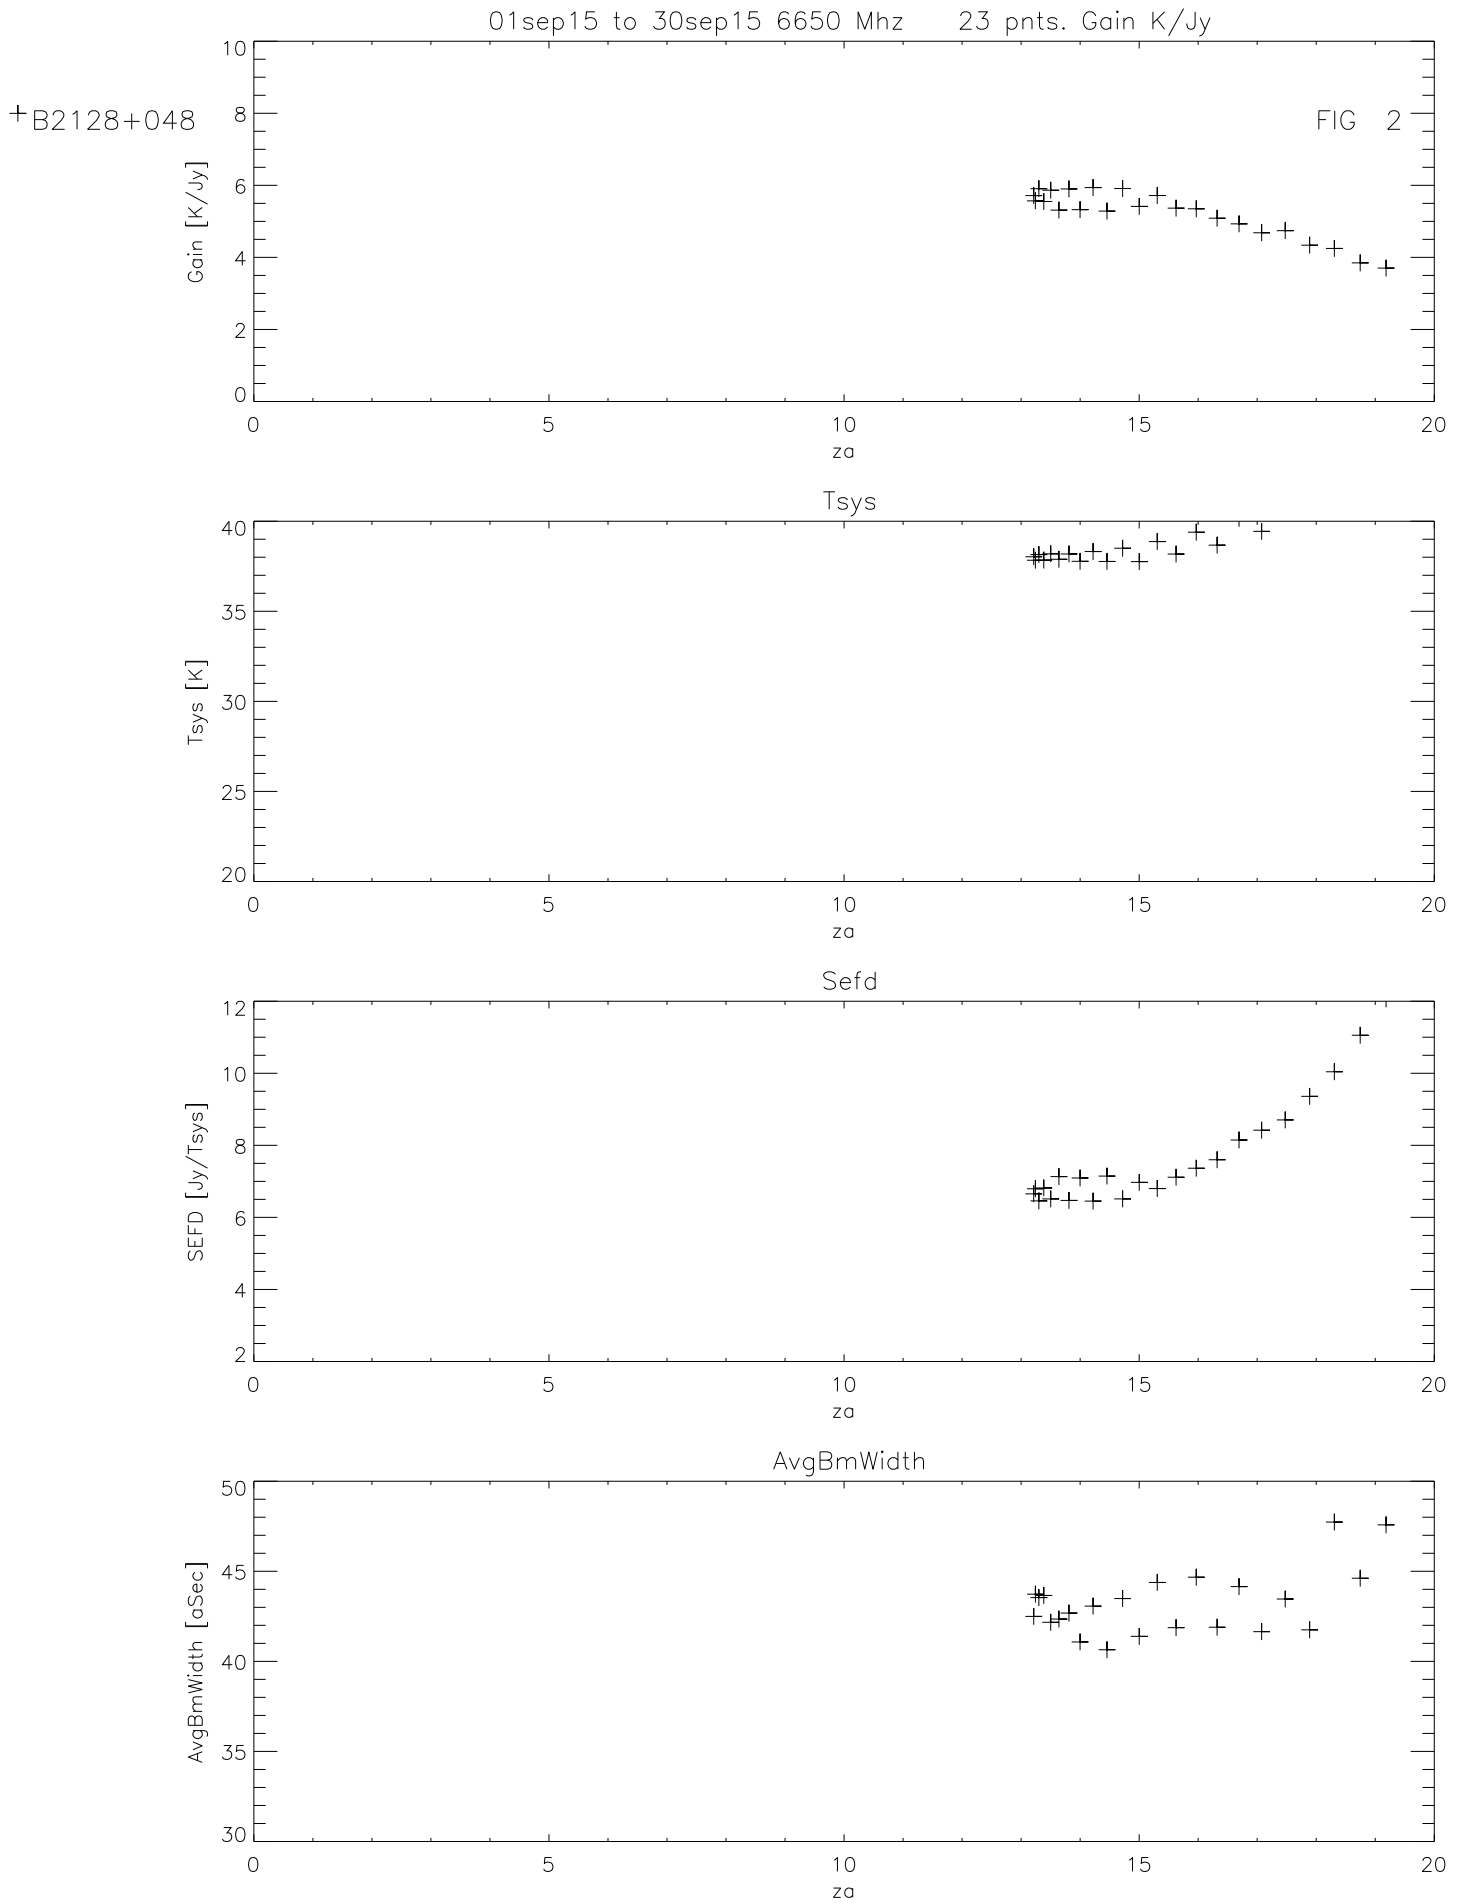 01sep15 to 30sep15 6650 Mhz 23 pnts. Gain K/Jy
+B2128+048
FIG 2
Gain [K/Jy]
10
8
6
4
2
0
0 5 10 15 20
za
Tsys
Tsys [K]
40
35
30
25
20
0 5 10 15 20
za
Sefd
SEFD [Jy/Tsys]
12
10
8
6
4
2
0 5 10 15 20
za
AvgBmWidth
AvgBmWidth [aSec]
50
45
40
35
30
0 5 10 15 20
za